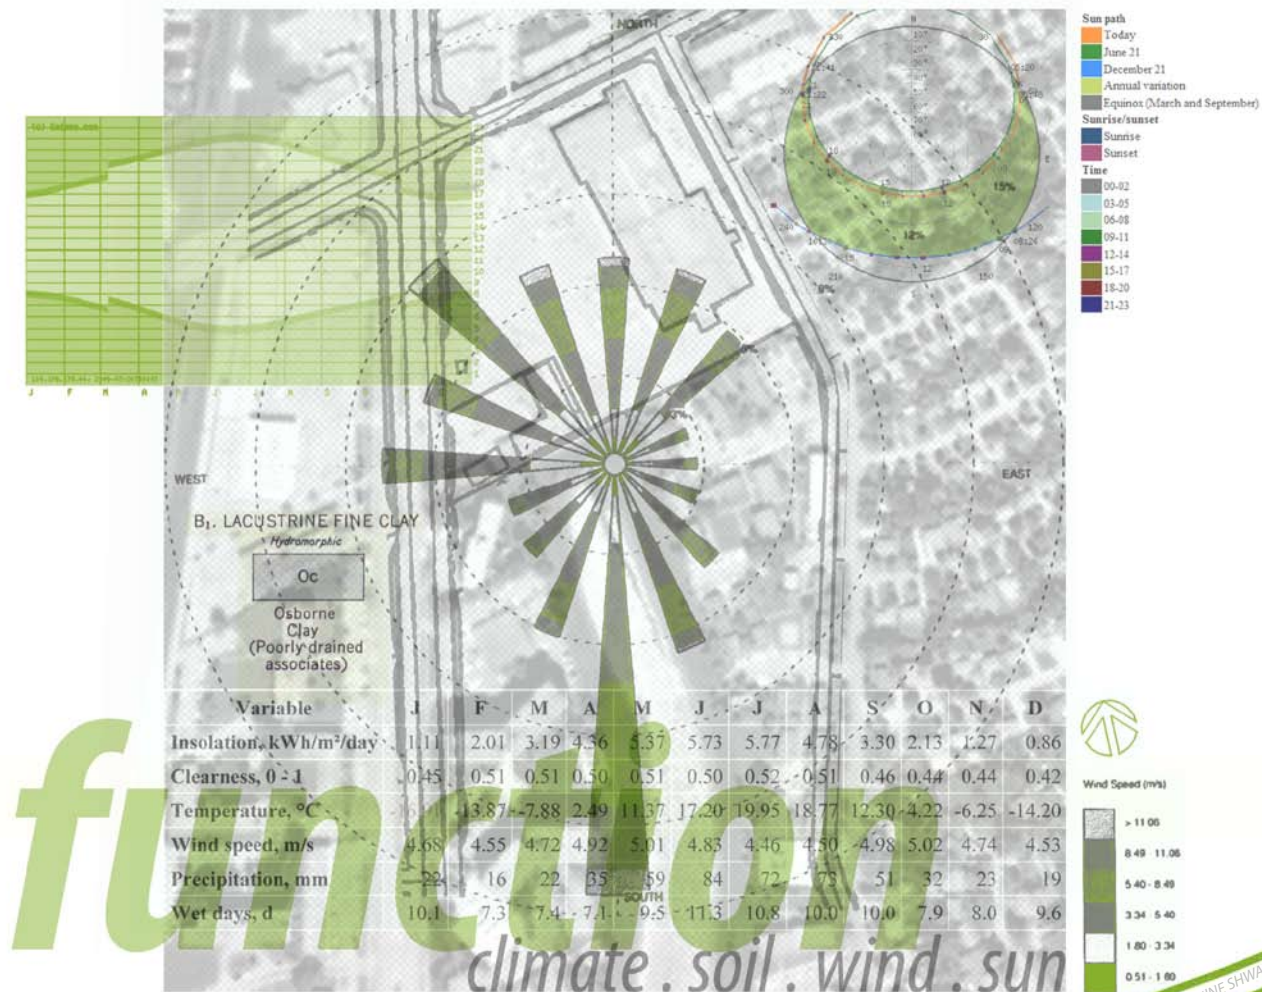 NORTH
Sun path
Today
June 21
December 21
Annual variation
Equinox (March and September)
Sunrise/sunset
Sunrise
Sunset
Time
00-02
03-05
06-08
09-11
12-14
15-17
18-20
21-23
15%
12%
9%
WEST
EAST
B₁. LACUSTRINE FINE CLAY
Hydromorphic
Oc
Osborne
Clay
(Poorly drained
associates)
Variable J F M A M J J A S O N D
Insolation, kWh/m²/day 1.11 2.01 3.19 4.36 5.37 5.73 5.77 4.78 3.30 2.13 1.27 0.86
Clearness, 0 - 1 0.45 0.51 0.51 0.50 0.51 0.50 0.52 0.51 0.46 0.44 0.44 0.42
Temperature, °C -13.87 -7.88 2.49 11.37 17.20 19.95 18.77 12.30 4.22 -6.25 -14.20
Wind speed, m/s 4.68 4.55 4.72 4.92 5.01 4.83 4.46 4.50 4.98 5.02 4.74 4.53
Precipitation, mm 22 16 22 35 59 84 72 73 51 32 23 19
SOUTH
Wet days, d 10.1 7.3 7.4 7.1 9.5 11.3 10.8 10.0 10.0 7.9 8.0 9.6
function
climate . soil . wind . sun
Wind Speed (m/s)
> 11.06
8.49 - 11.06
5.40 - 8.49
3.34 - 5.40
1.80 - 3.34
0.51 - 1.80